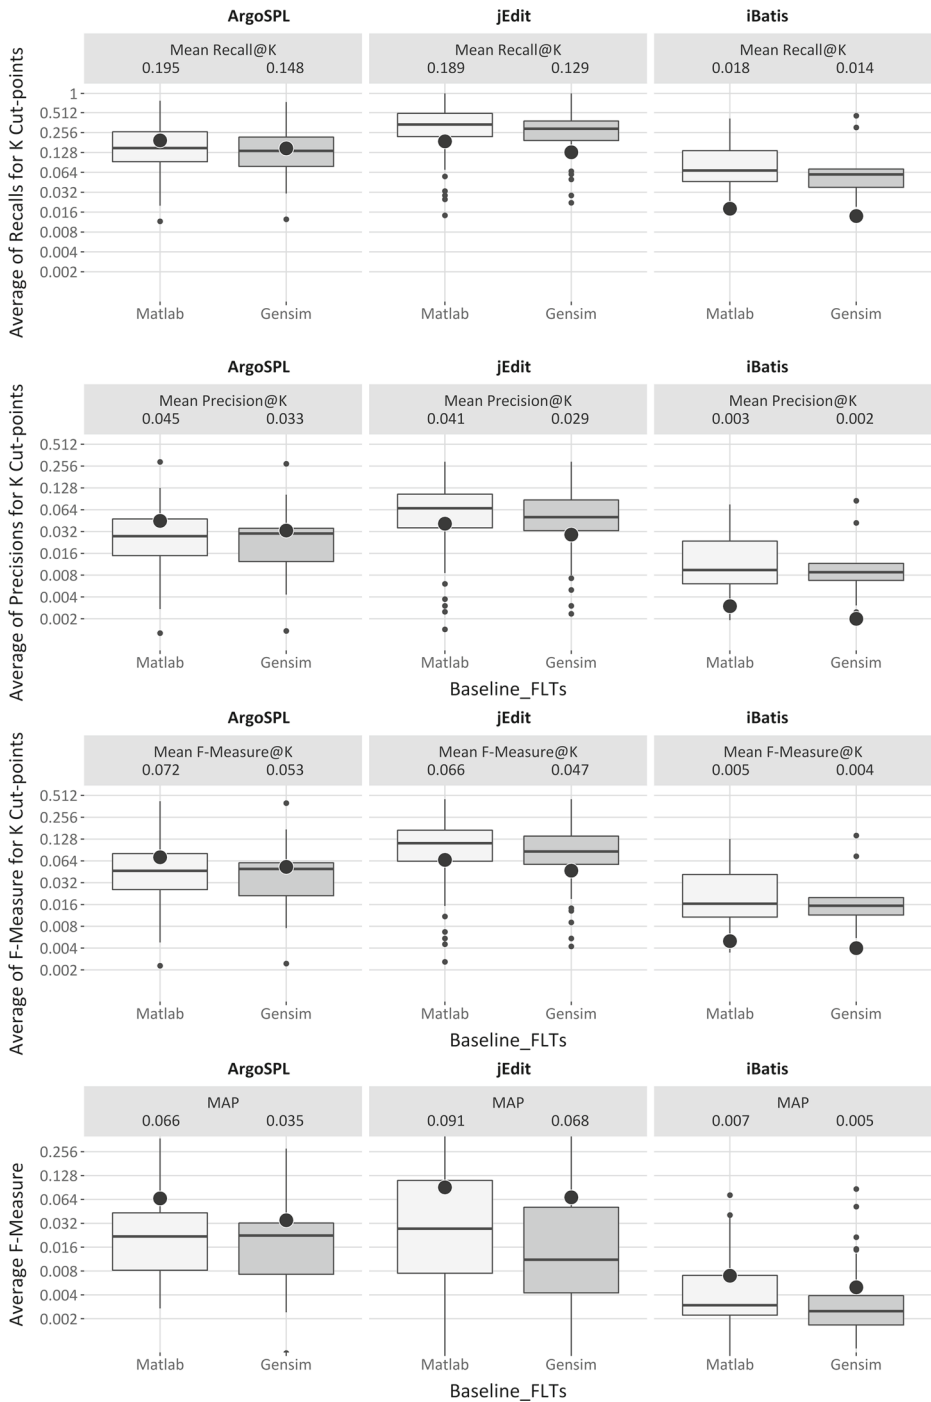 ArgoSPL jEdit iBatis
Mean Recall@K Mean Recall@K Mean Recall@K
0.195 0.148 0.189 0.129 0.018 0.014
Average of Recalls for K Cut-points
1
0.512
0.256
0.128
0.064
0.032
0.016
0.008
0.004
0.002
Matlab Gensim Matlab Gensim Matlab Gensim
ArgoSPL jEdit iBatis
Mean Precision@K Mean Precision@K Mean Precision@K
0.045 0.033 0.041 0.029 0.003 0.002
Average of Precisions for K Cut-points
0.512
0.256
0.128
0.064
0.032
0.016
0.008
0.004
0.002
Matlab Gensim Matlab Gensim Matlab Gensim
Baseline_FLTs
ArgoSPL jEdit iBatis
Mean F-Measure@K Mean F-Measure@K Mean F-Measure@K
0.072 0.053 0.066 0.047 0.005 0.004
Average of F-Measure for K Cut-points
0.512
0.256
0.128
0.064
0.032
0.016
0.008
0.004
0.002
Matlab Gensim Matlab Gensim Matlab Gensim
Baseline_FLTs
ArgoSPL jEdit iBatis
MAP MAP MAP
0.066 0.035 0.091 0.068 0.007 0.005
Average F-Measure
0.256
0.128
0.064
0.032
0.016
0.008
0.004
0.002
Matlab Gensim Matlab Gensim Matlab Gensim
Baseline_FLTs